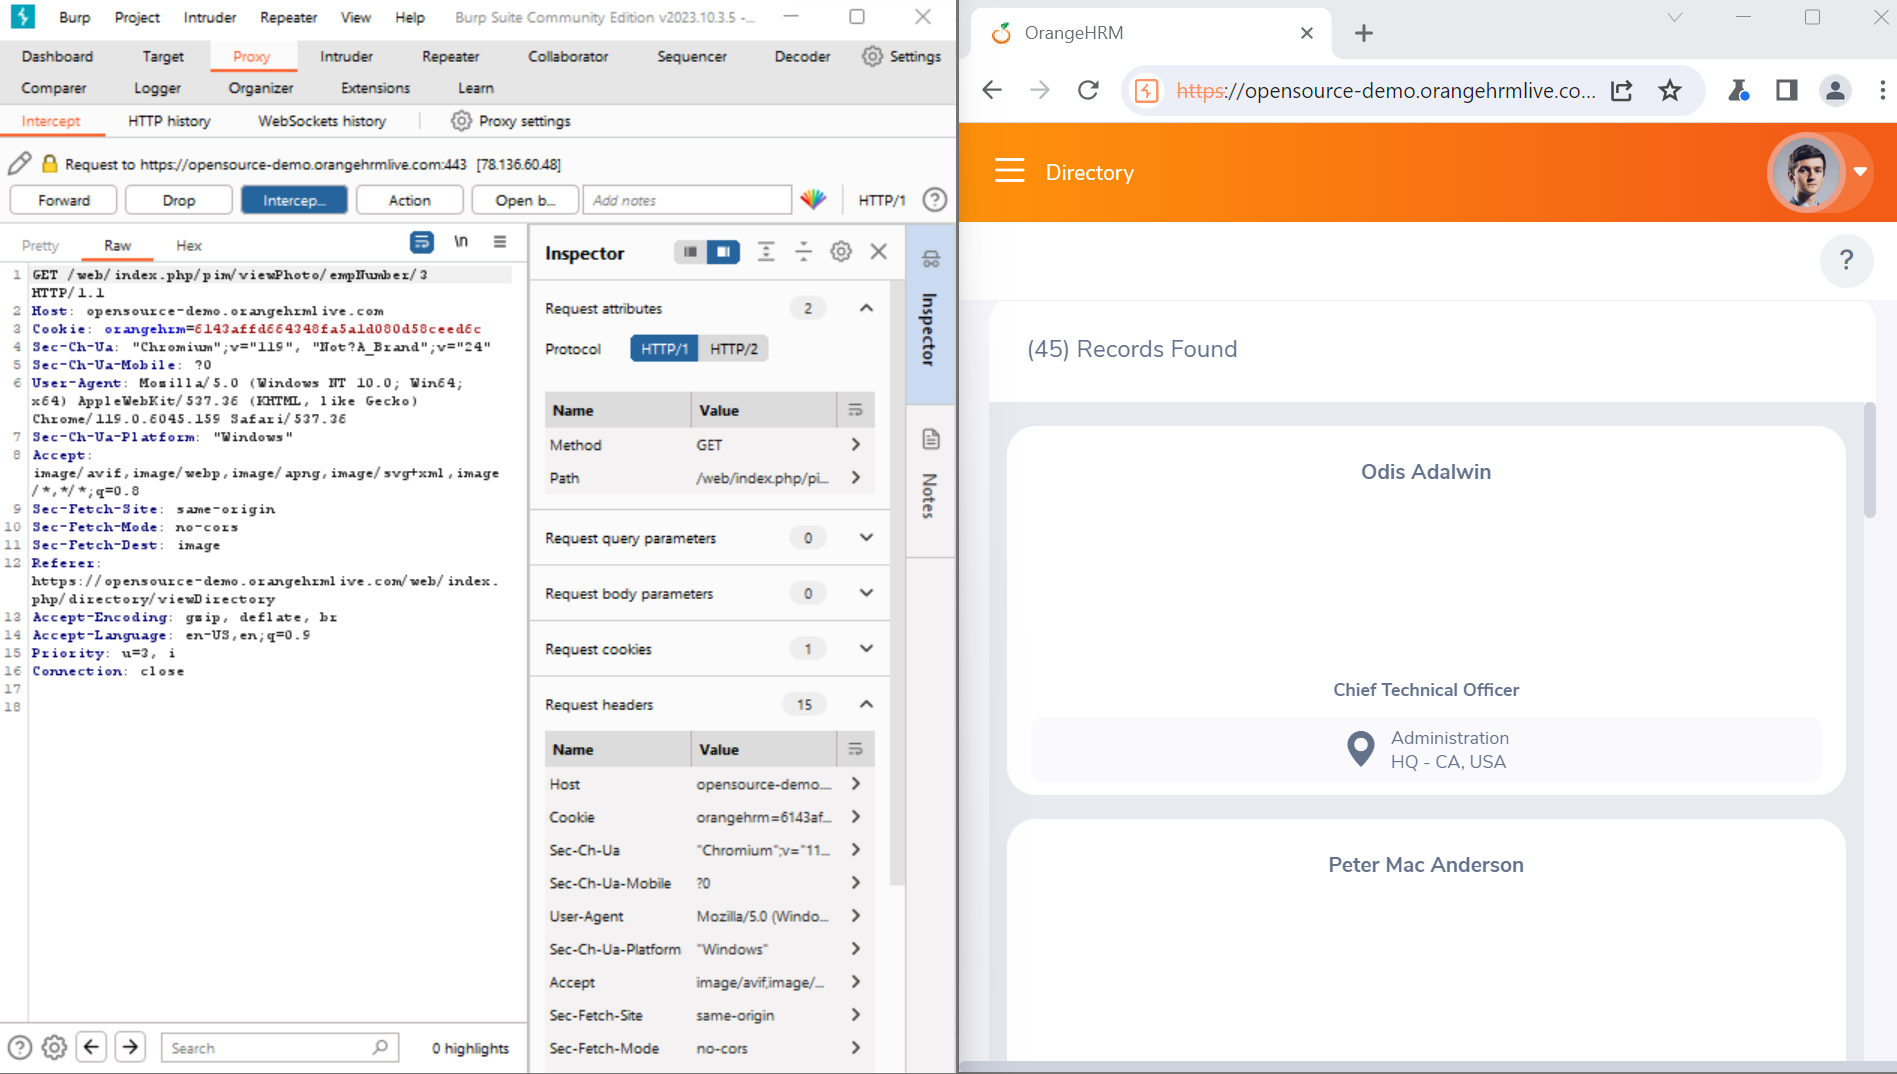 Burp Project Intruder Repeater View Help Burp Suite Community Edition v2023.10.3.5 -...
Dashboard Target Proxy Intruder Repeater Collaborator Sequencer Decoder Settings
Comparer Logger Organizer Extensions Learn
Intercept HTTP history WebSockets history Proxy settings
Request to https://opensource-demo.orangehrmlive.com:443 [78.136.60.48]
Forward Drop Intercep... Action Open b... Add notes HTTP/1 ?
Pretty Raw Hex \n
1 GET /web/index.php/pim/viewPhoto/empNumber/3
HTTP/1.1
2 Host: opensource-demo.orangehrmlive.com
3 Cookie: orangehrm=6143affd664348fa5a1d080d58ceed6c
4 Sec-Ch-Ua: "Chromium";v="119", "Not?A_Brand";v="24"
5 Sec-Ch-Ua-Mobile: ?0
6 User-Agent: Mozilla/5.0 (Windows NT 10.0; Win64;
x64) AppleWebKit/537.36 (KHTML, like Gecko)
Chrome/119.0.6045.159 Safari/537.36
7 Sec-Ch-Ua-Platform: "Windows"
8 Accept:
image/avif,image/webp,image/apng,image/svg+xml,image
/*,*/*;q=0.8
9 Sec-Fetch-Site: same-origin
10 Sec-Fetch-Mode: no-cors
11 Sec-Fetch-Dest: image
12 Referer:
https://opensource-demo.orangehrmlive.com/web/index.
php/directory/viewDirectory
13 Accept-Encoding: gzip, deflate, br
14 Accept-Language: en-US,en;q=0.9
15 Priority: u=3, i
16 Connection: close
17
18
? Search 0 highlights
Inspector
Request attributes 2
Protocol HTTP/1 HTTP/2
Name Value
Method GET
Path /web/index.php/pi...
Request query parameters 0
Request body parameters 0
Request cookies 1
Request headers 15
Name Value
Host opensource-demo....
Cookie orangehrm=6143af...
Sec-Ch-Ua "Chromium";v="11...
Sec-Ch-Ua-Mobile ?0
User-Agent Mozilla/5.0 (Windo...
Sec-Ch-Ua-Platform "Windows"
Accept image/avif,image/...
Sec-Fetch-Site same-origin
Sec-Fetch-Mode no-cors
Inspector
Notes
OrangeHRM
https://opensource-demo.orangehrmlive.co...
Directory
?
(45) Records Found
Odis Adalwin
Chief Technical Officer
Administration
HQ - CA, USA
Peter Mac Anderson